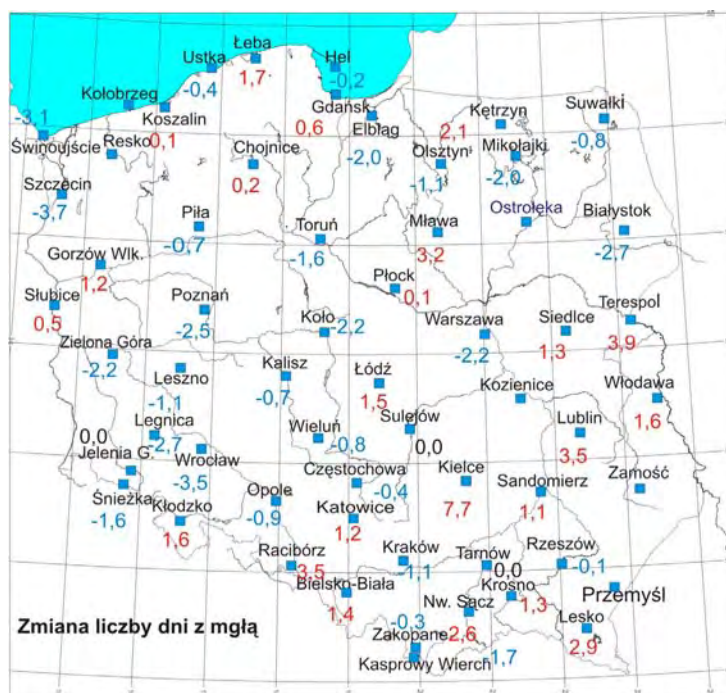 Łeba
Ustka
Hel
-0,4
1,7
-0,2
Kołobrzeg
Suwałki
-3,1
Koszalin
Gdańsk
Kętrzyn
0,6
2,1
Elbląg
Świnoujście
Resko
0,1
Chojnice
-2,0
Olsztyn
Mikołajki
-0,8
0,2
-1,1
-2,0
Szczecin
-3,7
Ostrołęka
Piła
Toruń
Mława
Białystok
-0,7
-1,6
3,2
-2,7
Gorzów Wlk.
1,2
Płock
0,1
Słubice
Poznań
Koło
-2,2
Warszawa
Siedlce
Terespol
0,5
-2,5
-2,2
1,3
3,9
Zielona Góra
-2,2
Leszno
Kalisz
Łódź
Kozienice
Włodawa
-1,1
-0,7
1,5
1,6
Legnica
Wieluń
Sulejów
Lublin
0,0
-2,7
-0,8
0,0
3,5
Jelenia G.
Wrocław
Częstochowa
Kielce
Sandomierz
Zamość
-3,5
-0,4
Śnieżka
Opole
7,7
-1,6
Kłodzko
-0,9
Katowice
1,1
1,6
1,2
Racibórz
Kraków
Tarnów
Rzeszów
3,5
-1,1
0,0
-0,1
Bielsko-Biała
Krosno
Przemyśl
1,4
Nw. Sącz
1,3
-0,3
Lesko
Zmiana liczby dni z mgłą
Zakopane
2,6
2,9
Kasprowy Wierch
-1,7